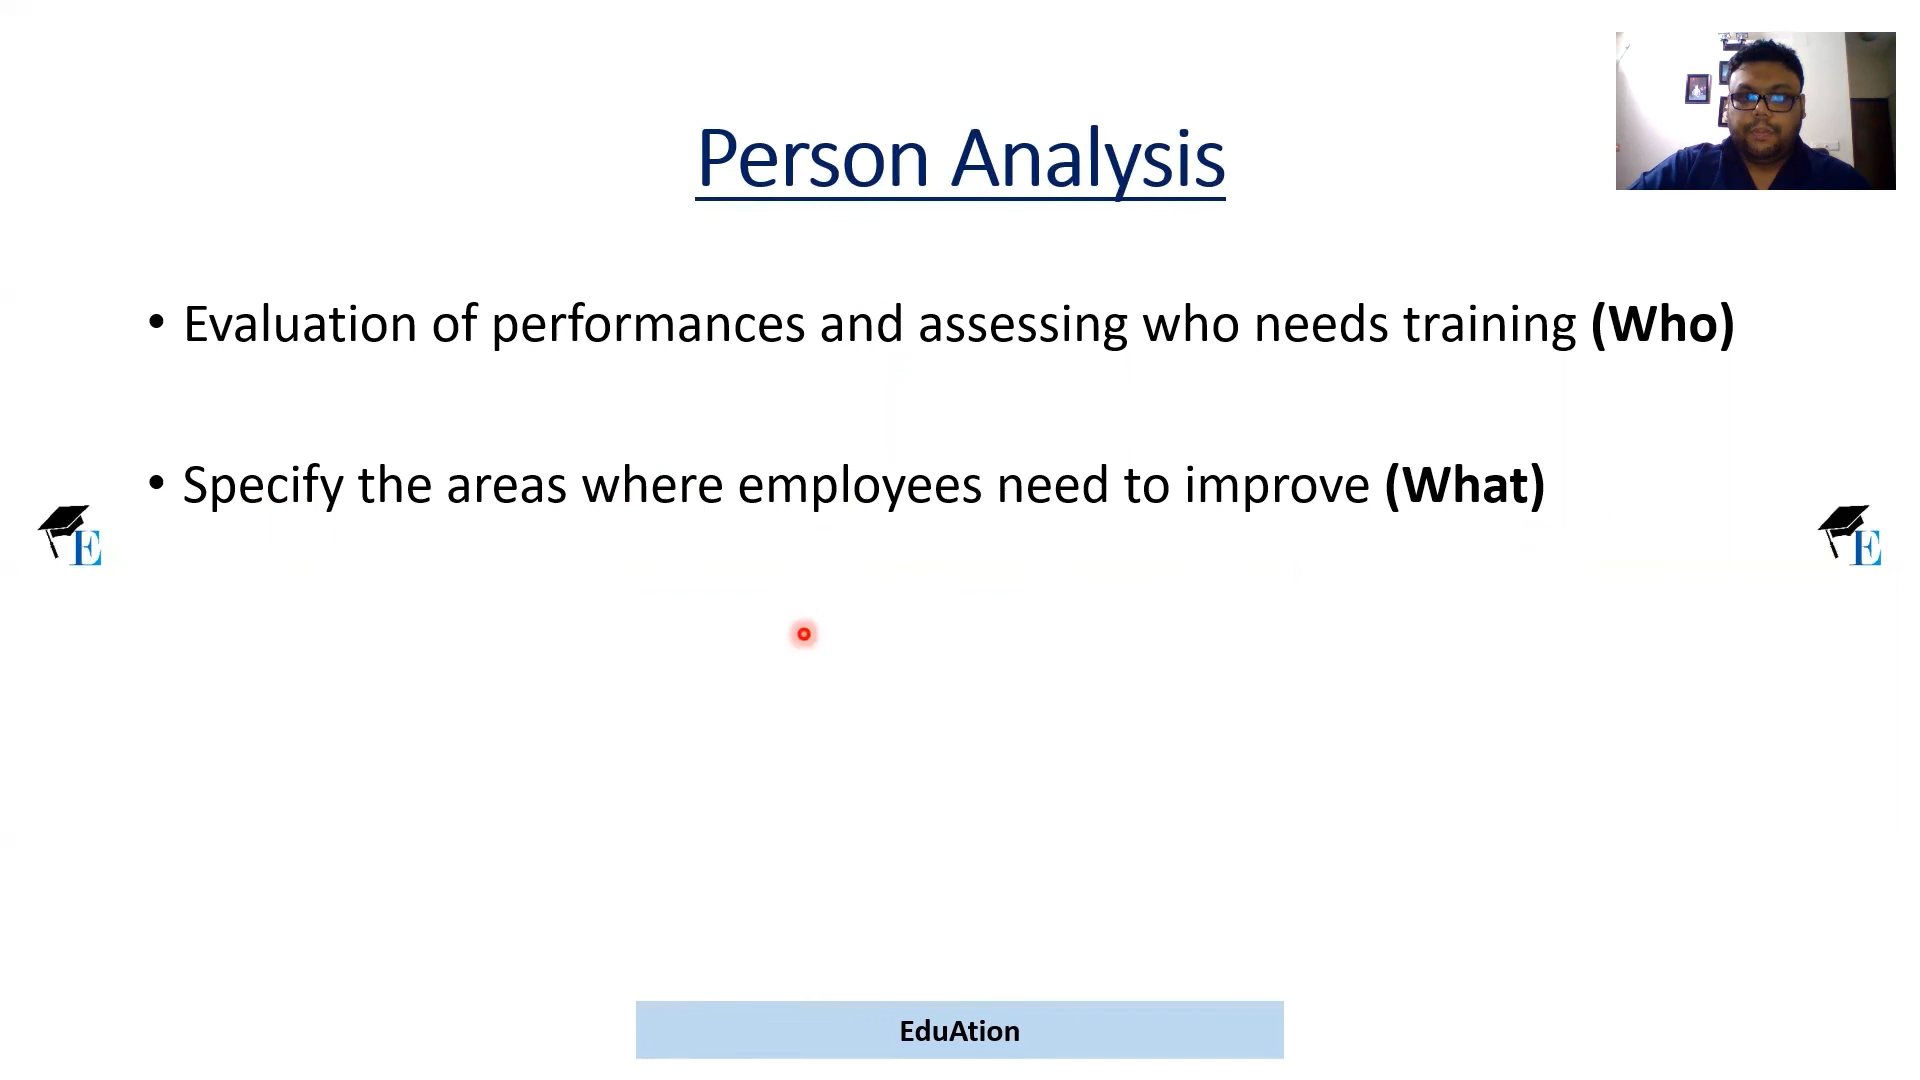 Person Analysis
• Evaluation of performances and assessing who needs training (Who)
• Specify the areas where employees need to improve (What)
E
E
EduAtion